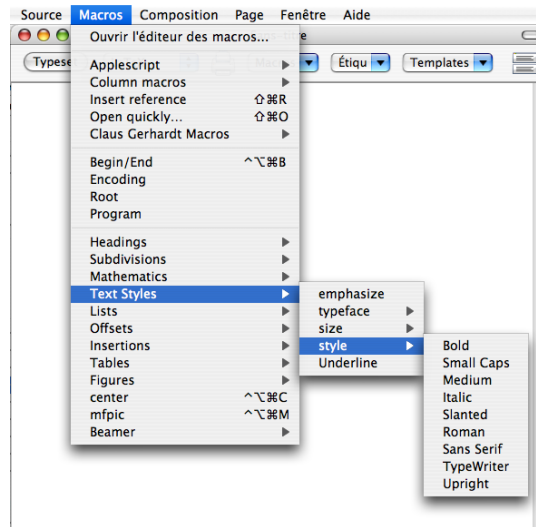 Source Macros Composition Page Fenêtre Aide
Ouvrir l'éditeur des macros...
Typeset Étiqu Templates
Applescript
Column macros
Insert reference ⇧⌘R
Open quickly... ⇧⌘O
Claus Gerhardt Macros
Begin/End ^⌥⌘B
Encoding
Root
Program
Headings
Subdivisions
Mathematics
Text Styles
Lists
Offsets
Insertions
Tables
Figures
center ^⌥⌘C
mfpic ^⌥⌘M
Beamer
emphasize
typeface
size
style
Underline
Bold
Small Caps
Medium
Italic
Slanted
Roman
Sans Serif
TypeWriter
Upright